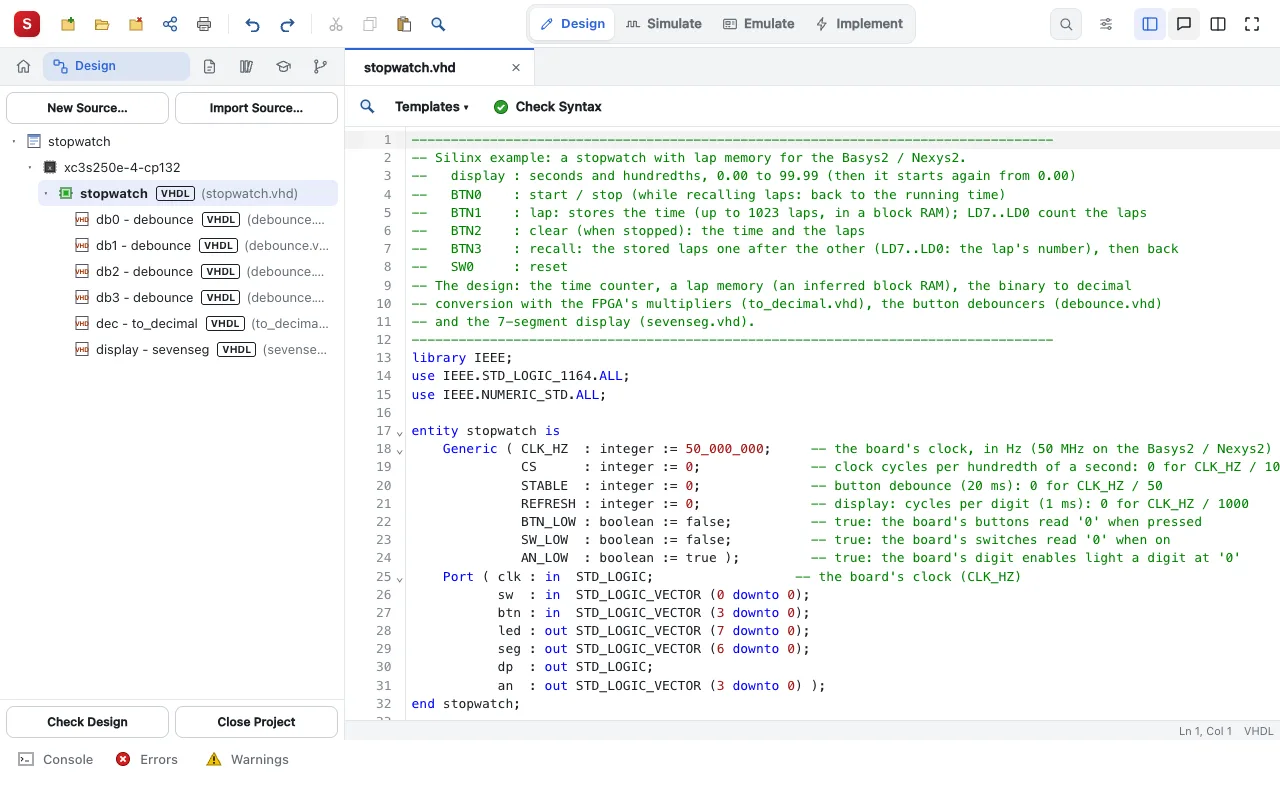 S
Design
Simulate
Emulate
Implement
Design
stopwatch.vhd
New Source...
Import Source...
Templates
Check Syntax
stopwatch
xc3s250e-4-cp132
stopwatch VHDL (stopwatch.vhd)
VHD db0 - debounce VHDL (debounce....
VHD db1 - debounce VHDL (debounce.v...
VHD db2 - debounce VHDL (debounce....
VHD db3 - debounce VHDL (debounce....
VHD dec - to_decimal VHDL (to_decima...
VHD display - sevenseg VHDL (sevense...
1 ----------------------------------------------------------------------------------
2 -- Silinx example: a stopwatch with lap memory for the Basys2 / Nexys2.
3 --   display : seconds and hundredths, 0.00 to 99.99 (then it starts again from 0.00)
4 --   BTN0    : start / stop (while recalling laps: back to the running time)
5 --   BTN1    : lap: stores the time (up to 1023 laps, in a block RAM); LD7..LD0 count the laps
6 --   BTN2    : clear (when stopped): the time and the laps
7 --   BTN3    : recall: the stored laps one after the other (LD7..LD0: the lap's number), then back
8 --   SW0     : reset
9 -- The design: the time counter, a lap memory (an inferred block RAM), the binary to decimal
10 -- conversion with the FPGA's multipliers (to_decimal.vhd), the button debouncers (debounce.vhd)
11 -- and the 7-segment display (sevenseg.vhd).
12 ----------------------------------------------------------------------------------
13 library IEEE;
14 use IEEE.STD_LOGIC_1164.ALL;
15 use IEEE.NUMERIC_STD.ALL;
16
17 entity stopwatch is
18     Generic ( CLK_HZ  : integer := 50_000_000;     -- the board's clock, in Hz (50 MHz on the Basys2 / Nexys2)
19               CS      : integer := 0;              -- clock cycles per hundredth of a second: 0 for CLK_HZ / 10
20               STABLE  : integer := 0;              -- button debounce (20 ms): 0 for CLK_HZ / 50
21               REFRESH : integer := 0;              -- display: cycles per digit (1 ms): 0 for CLK_HZ / 1000
22               BTN_LOW : boolean := false;          -- true: the board's buttons read '0' when pressed
23               SW_LOW  : boolean := false;          -- true: the board's switches read '0' when on
24               AN_LOW  : boolean := true );         -- true: the board's digit enables light a digit at '0'
25     Port ( clk : in  STD_LOGIC;                  -- the board's clock (CLK_HZ)
26            sw  : in  STD_LOGIC_VECTOR (0 downto 0);
27            btn : in  STD_LOGIC_VECTOR (3 downto 0);
28            led : out STD_LOGIC_VECTOR (7 downto 0);
29            seg : out STD_LOGIC_VECTOR (6 downto 0);
30            dp  : out STD_LOGIC;
31            an  : out STD_LOGIC_VECTOR (3 downto 0) );
32 end stopwatch;
Check Design
Close Project
Ln 1, Col 1 VHDL
Console
Errors
Warnings